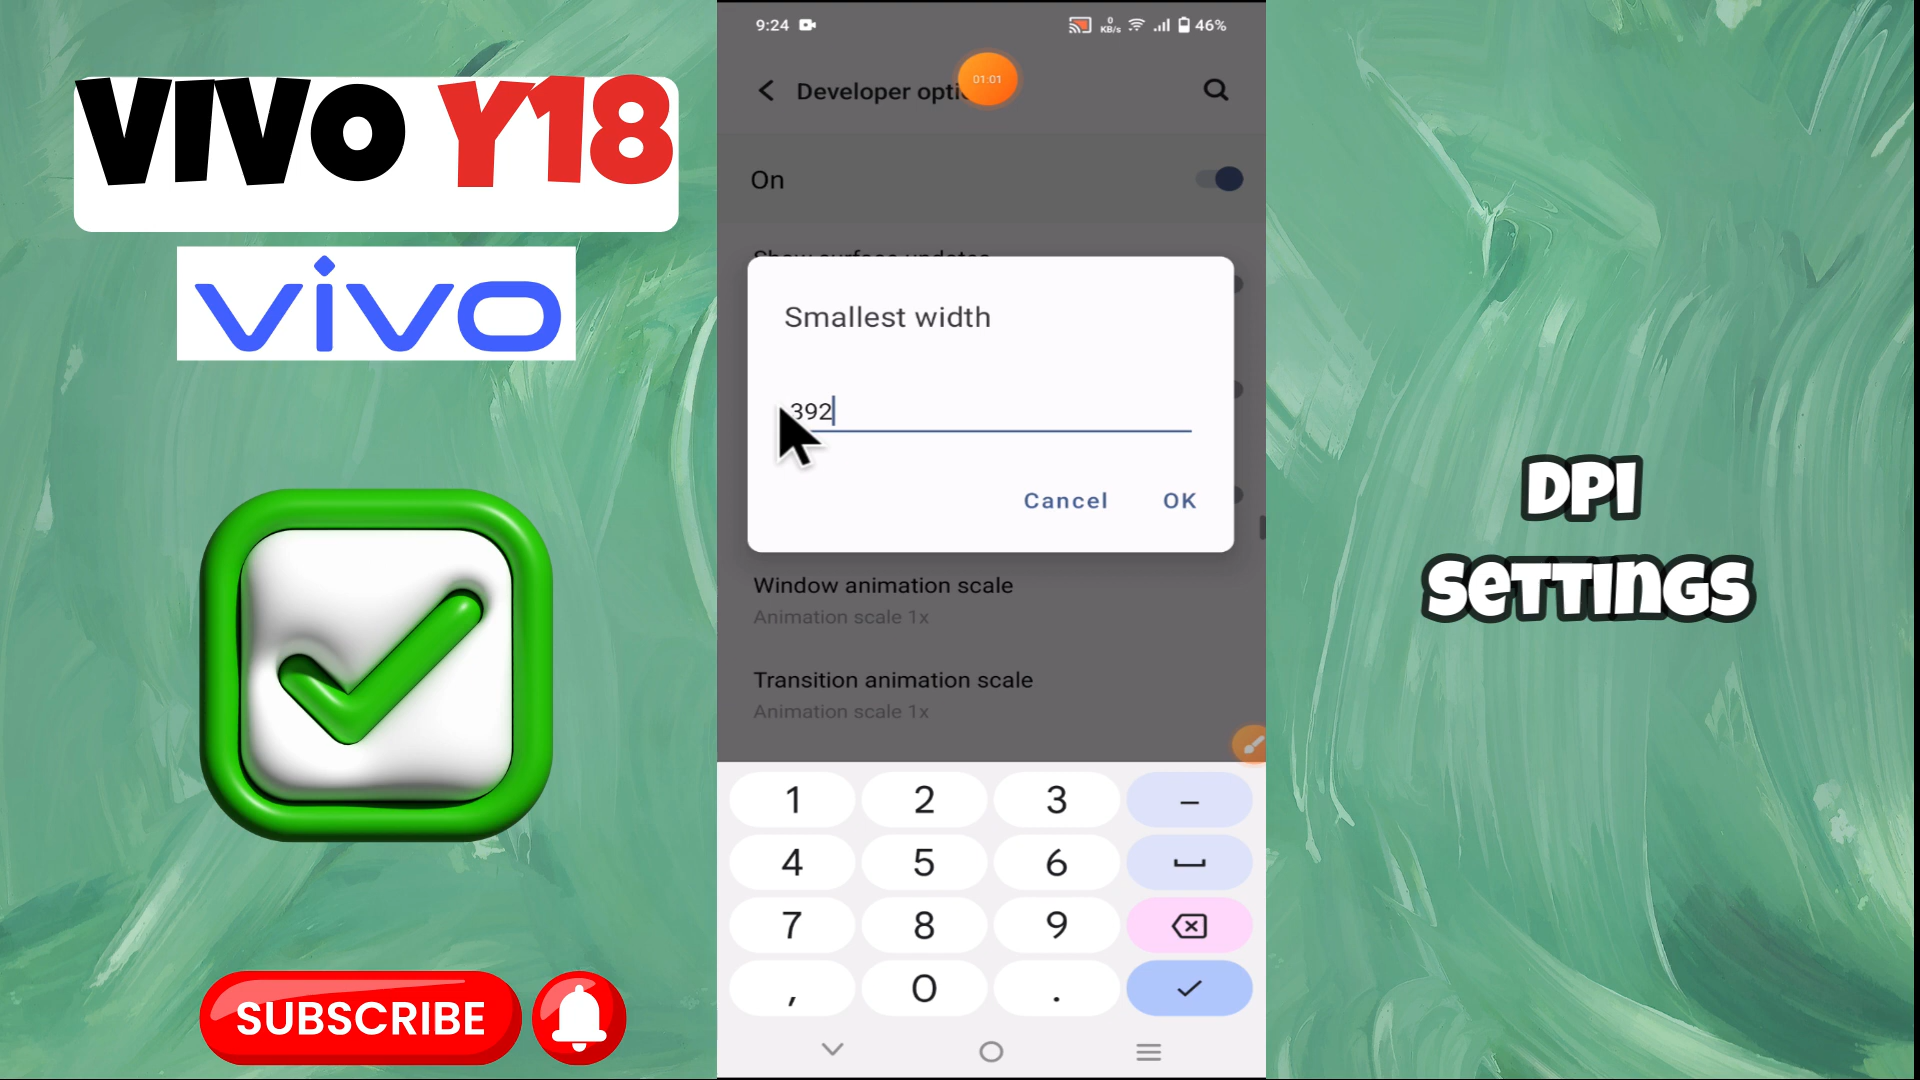 VIVO Y18
vivo
SUBSCRIBE
9:24
0
KB/s
46%
Developer opti
01:01
On
Show surface updates
Smallest width
392
Cancel
OK
Window animation scale
Animation scale 1x
Transition animation scale
Animation scale 1x
1 2 3 –
4 5 6
7 8 9
, 0 .
DPI
SETTINGS